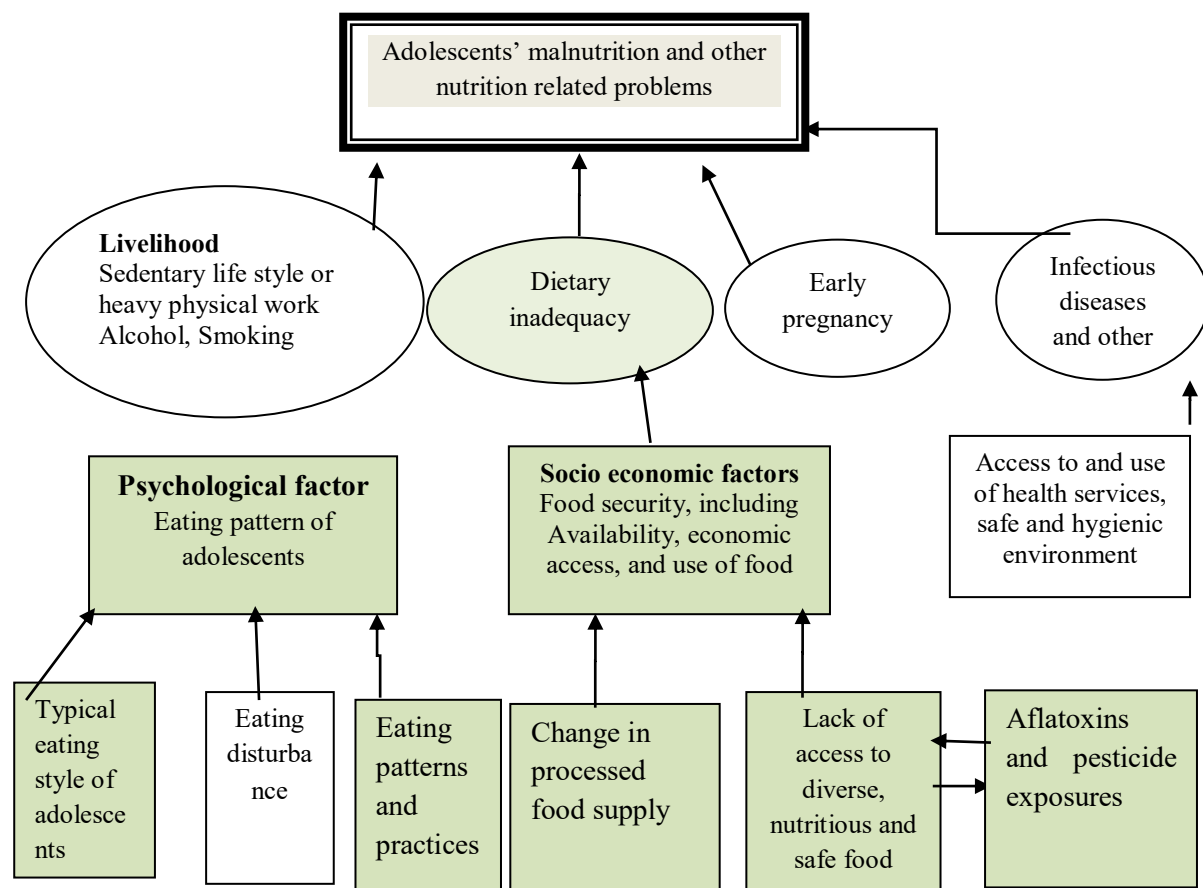 Adolescents’ malnutrition and other
nutrition related problems
Livelihood
Sedentary life style or
heavy physical work
Alcohol, Smoking
Dietary
inadequacy
Early
pregnancy
Infectious
diseases
and other
Psychological factor
Eating pattern of
adolescents
Socio economic factors
Food security, including
Availability, economic
access, and use of food
Access to and use
of health services,
safe and hygienic
environment
Typical
eating
style of
adolesce
nts
Eating
disturba
nce
Eating
patterns
and
practices
Change in
processed
food supply
Lack of
access to
diverse,
nutritious and
safe food
Aflatoxins
and pesticide
exposures